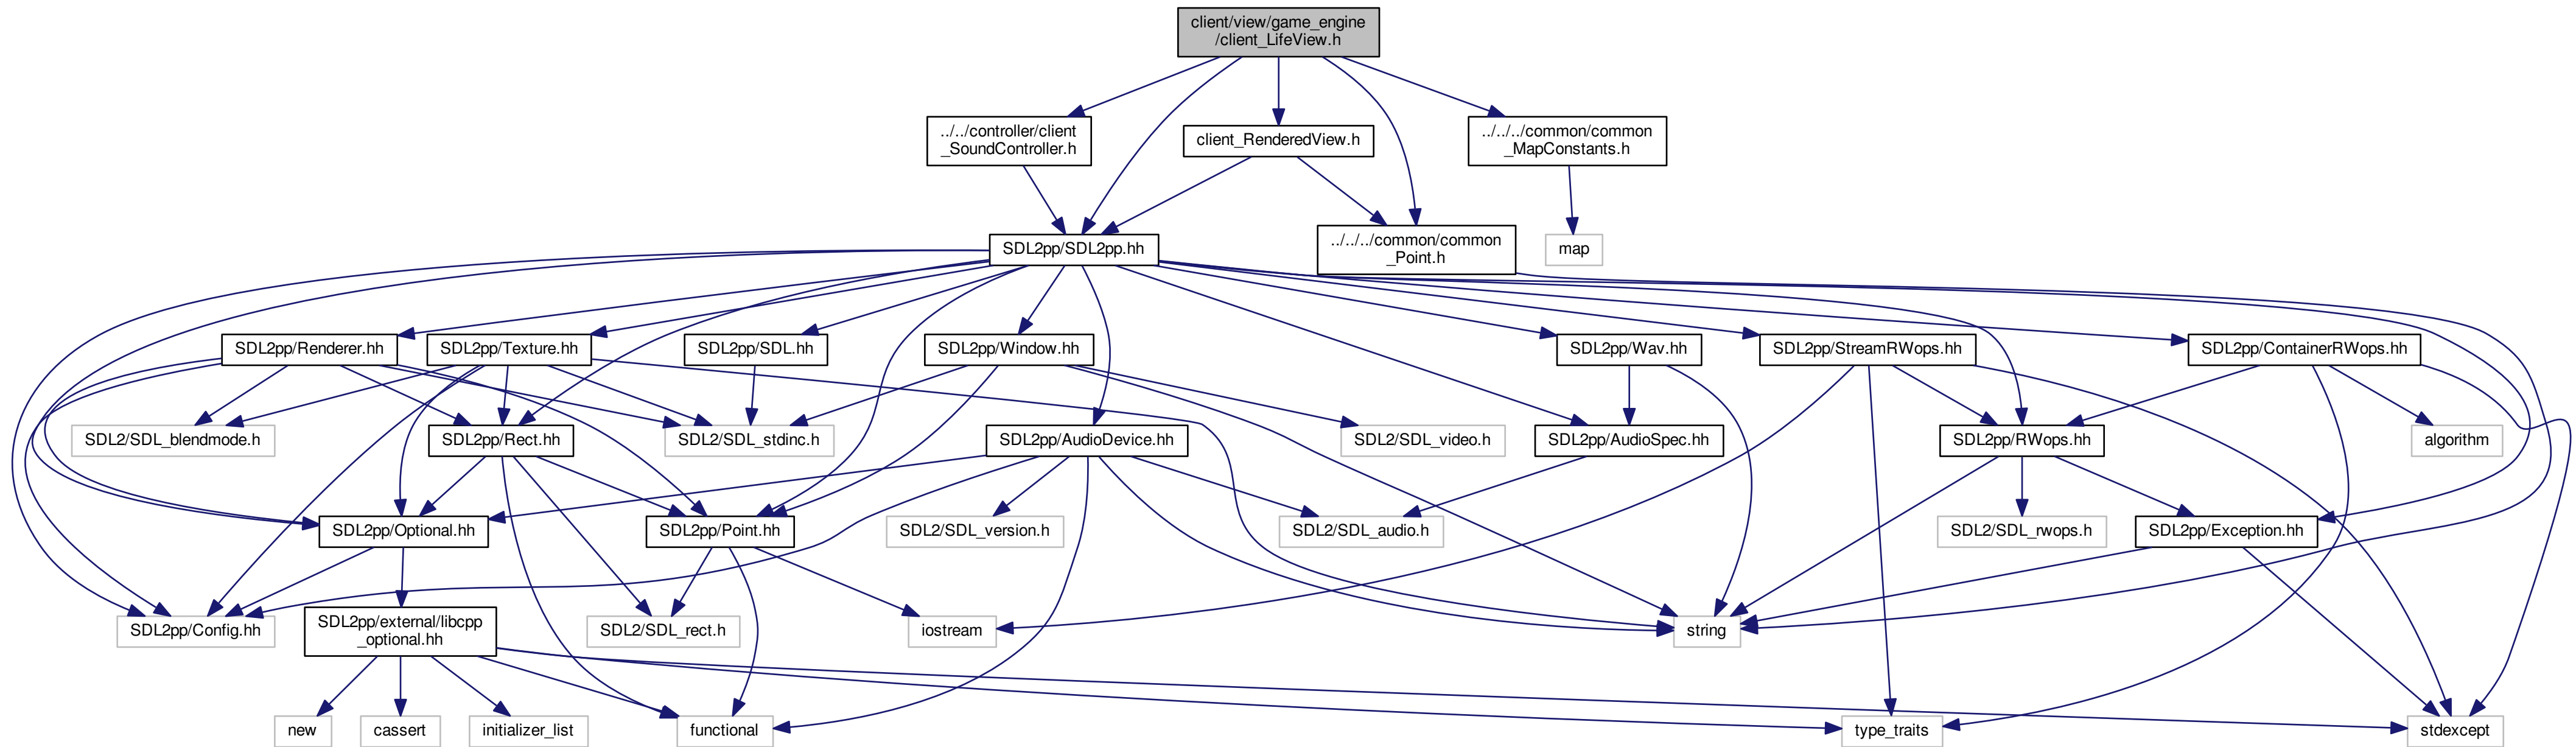 client/view/game_engine
/client_LifeView.h
../../controller/client
_SoundController.h
client_RenderedView.h
../../../common/common
_MapConstants.h
SDL2pp/SDL2pp.hh
../../../common/common
_Point.h
map
SDL2pp/Renderer.hh
SDL2pp/Texture.hh
SDL2pp/SDL.hh
SDL2pp/Window.hh
SDL2pp/Wav.hh
SDL2pp/StreamRWops.hh
SDL2pp/ContainerRWops.hh
SDL2/SDL_blendmode.h
SDL2pp/Rect.hh
SDL2/SDL_stdinc.h
SDL2pp/AudioDevice.hh
SDL2/SDL_video.h
SDL2pp/AudioSpec.hh
SDL2pp/RWops.hh
algorithm
SDL2pp/Optional.hh
SDL2pp/Point.hh
SDL2/SDL_version.h
SDL2/SDL_audio.h
SDL2/SDL_rwops.h
SDL2pp/Exception.hh
SDL2pp/Config.hh
SDL2pp/external/libcpp
_optional.hh
SDL2/SDL_rect.h
iostream
string
new
cassert
initializer_list
functional
type_traits
stdexcept